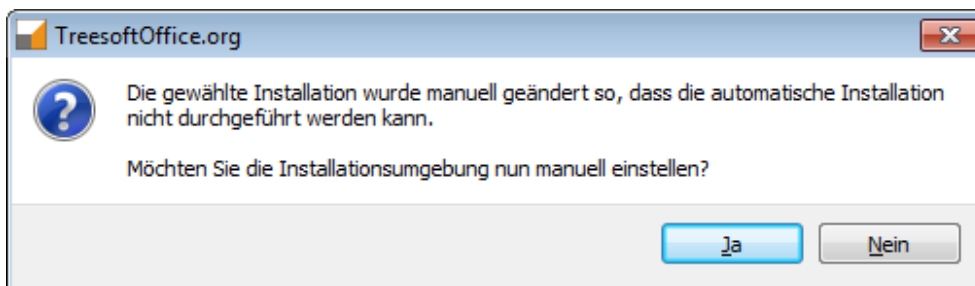 TreesoftOffice.org
Die gewählte Installation wurde manuell geändert so, dass die automatische Installation
nicht durchgeführt werden kann.
Möchten Sie die Installationsumgebung nun manuell einstellen?
Ja
Nein